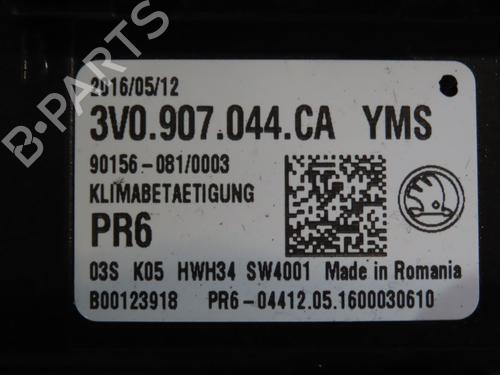 2016/05/12
3V0.907.044.CA YMS
90156-081/0003
KLIMABETAETIGUNG
PR6
03S K05 HWH34 SW4001 Made in Romania
B00123918 PR6-04412.05.1600030610
B-PARTS